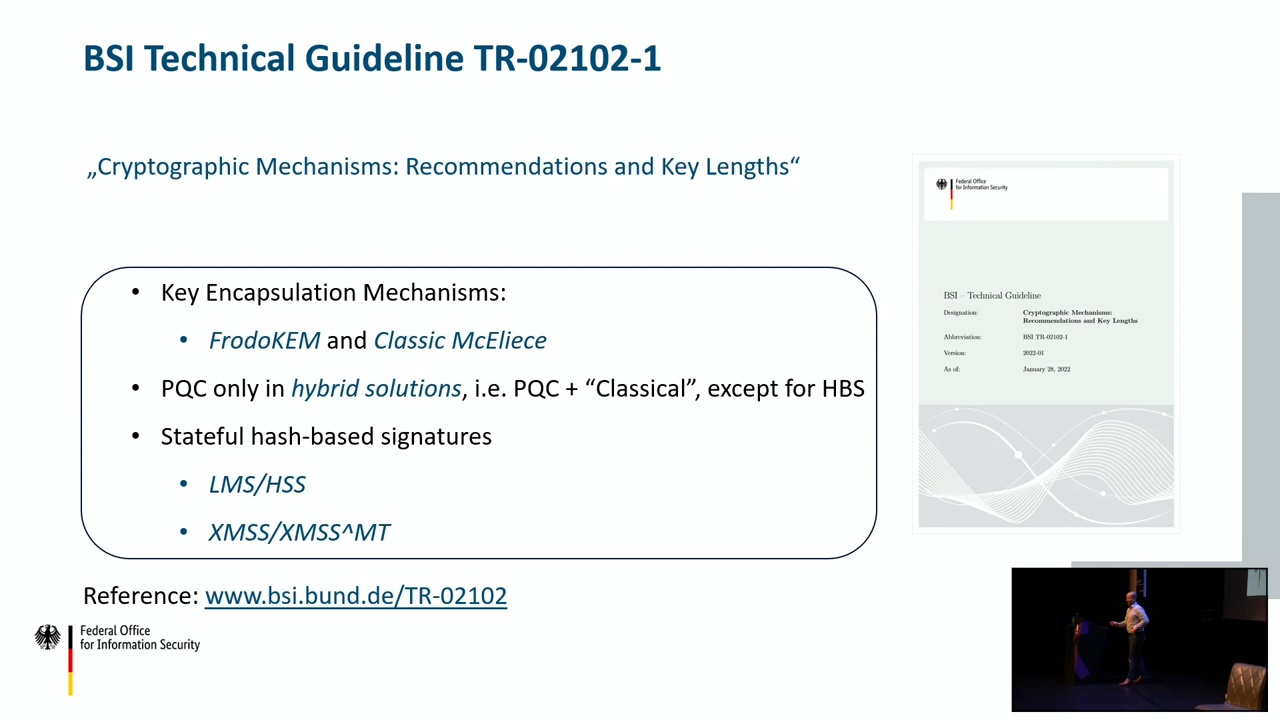 BSI Technical Guideline TR-02102-1
„Cryptographic Mechanisms: Recommendations and Key Lengths“
• Key Encapsulation Mechanisms:
• FrodoKEM and Classic McEliece
• PQC only in hybrid solutions, i.e. PQC + “Classical”, except for HBS
• Stateful hash-based signatures
• LMS/HSS
• XMSS/XMSS^MT
Reference: www.bsi.bund.de/TR-02102
Federal Office
for Information Security
Federal Office
for Information Security
BSI – Technical Guideline
Designation: Cryptographic Mechanisms:
Recommendations and Key Lengths
Abbreviation: BSI TR-02102-1
Version: 2022-01
As of: January 28, 2022